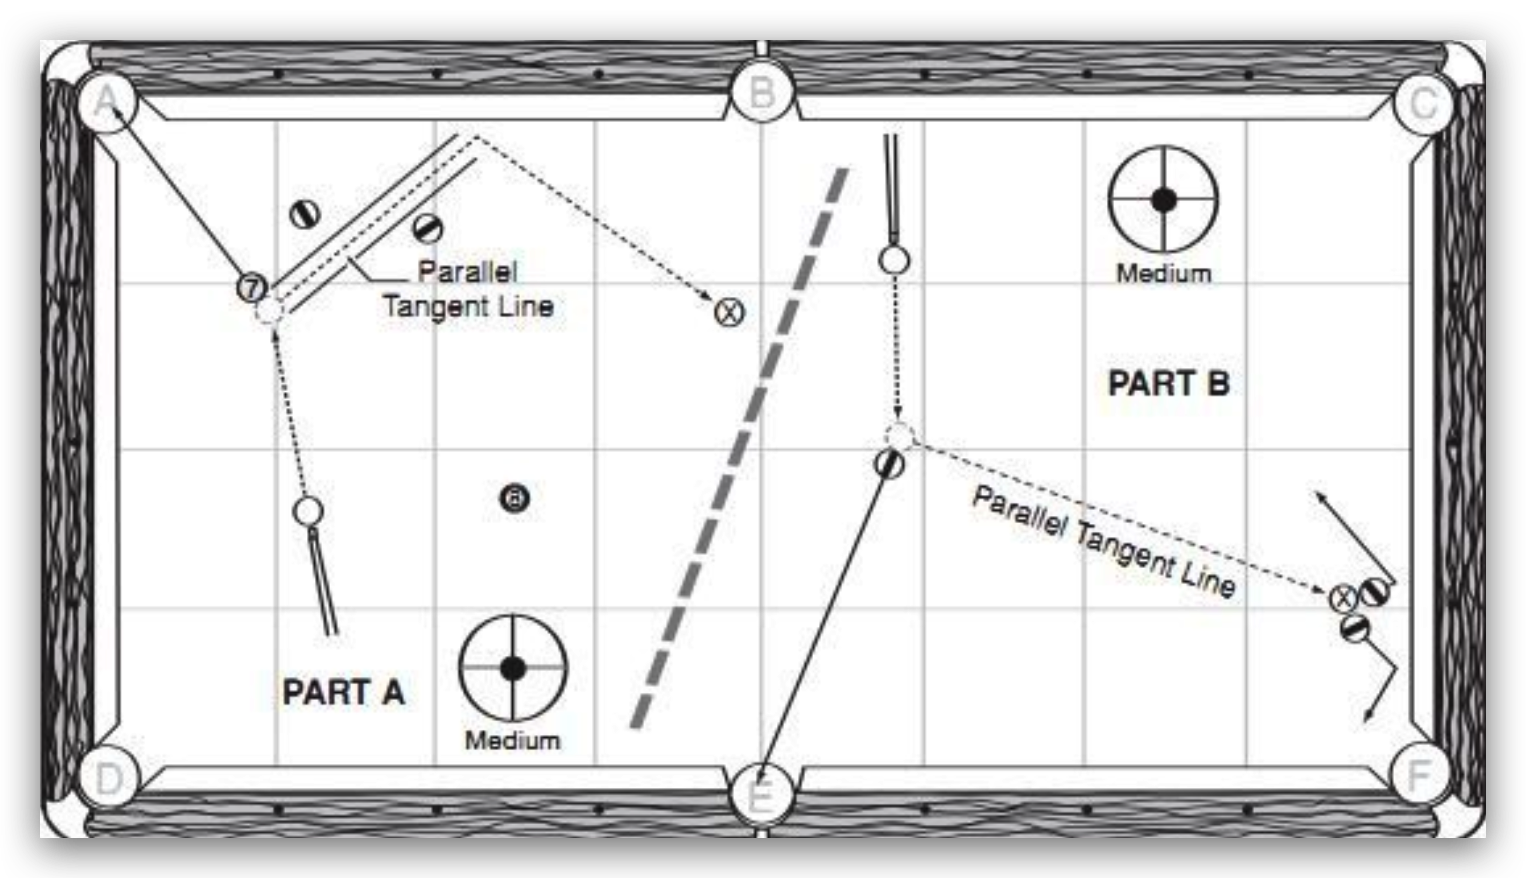 A
B
C
7
Parallel
Tangent Line
X
Medium
PART B
8
Parallel Tangent Line
X
PART A
Medium
D
E
F